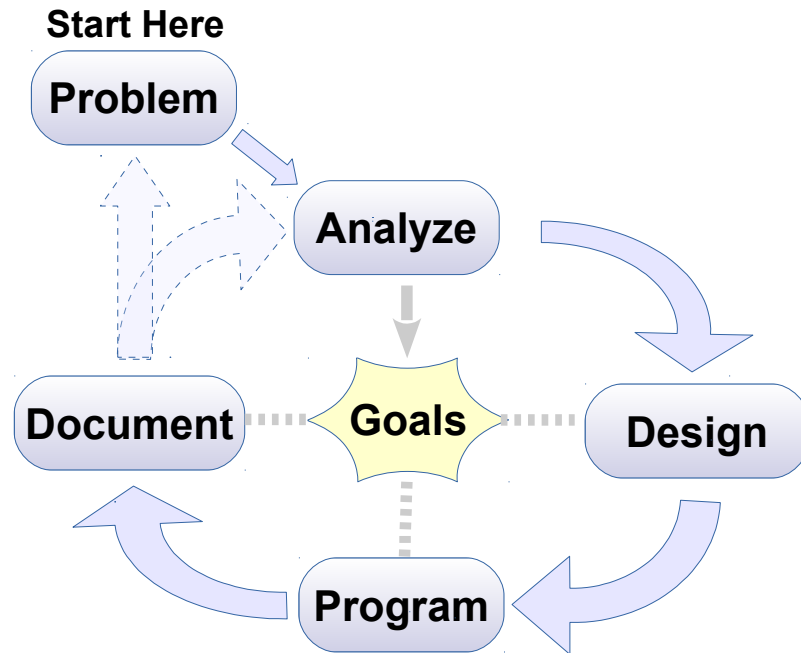 Start Here
Problem
Analyze
Document
Goals
Design
Program